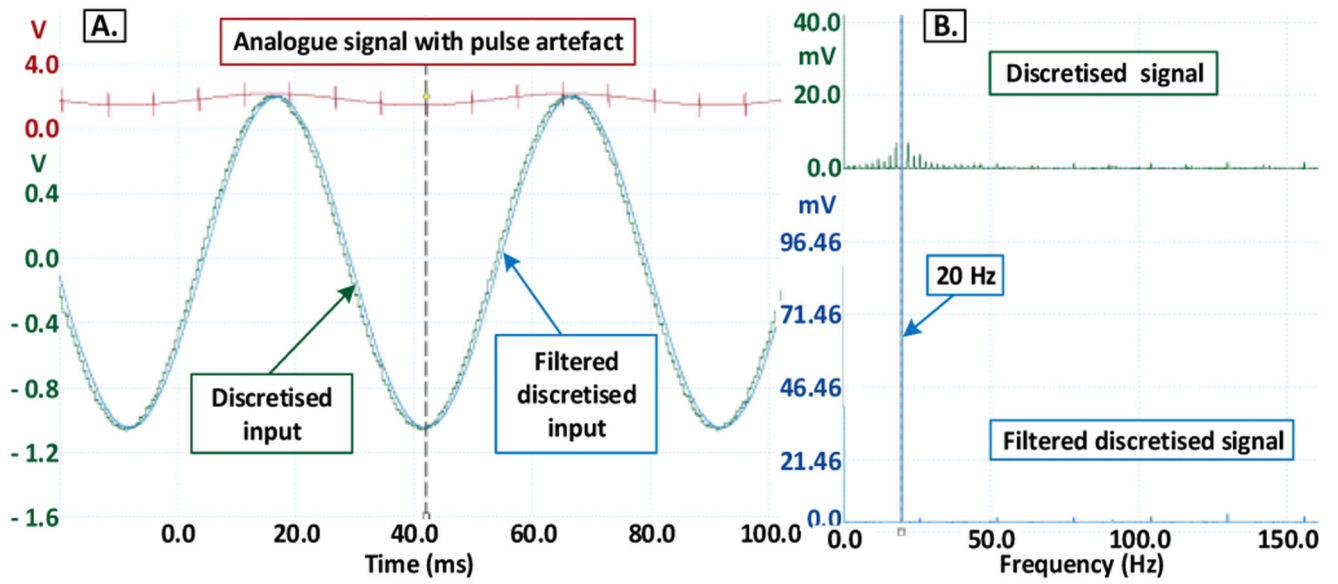 A.
V
4.0
0.0
V
0.4
0.0
- 0.4
- 0.8
- 1.2
- 1.6
Analogue signal with pulse artefact
Discretised
input
Filtered
discretised
input
0.0
20.0
40.0
60.0
80.0
100.0
Time (ms)
B.
40.0
mV
20.0
0.0
mV
96.46
71.46
46.46
21.46
0.0
Discretised signal
20 Hz
Filtered discretised signal
0.0
50.0
100.0
150.0
Frequency (Hz)